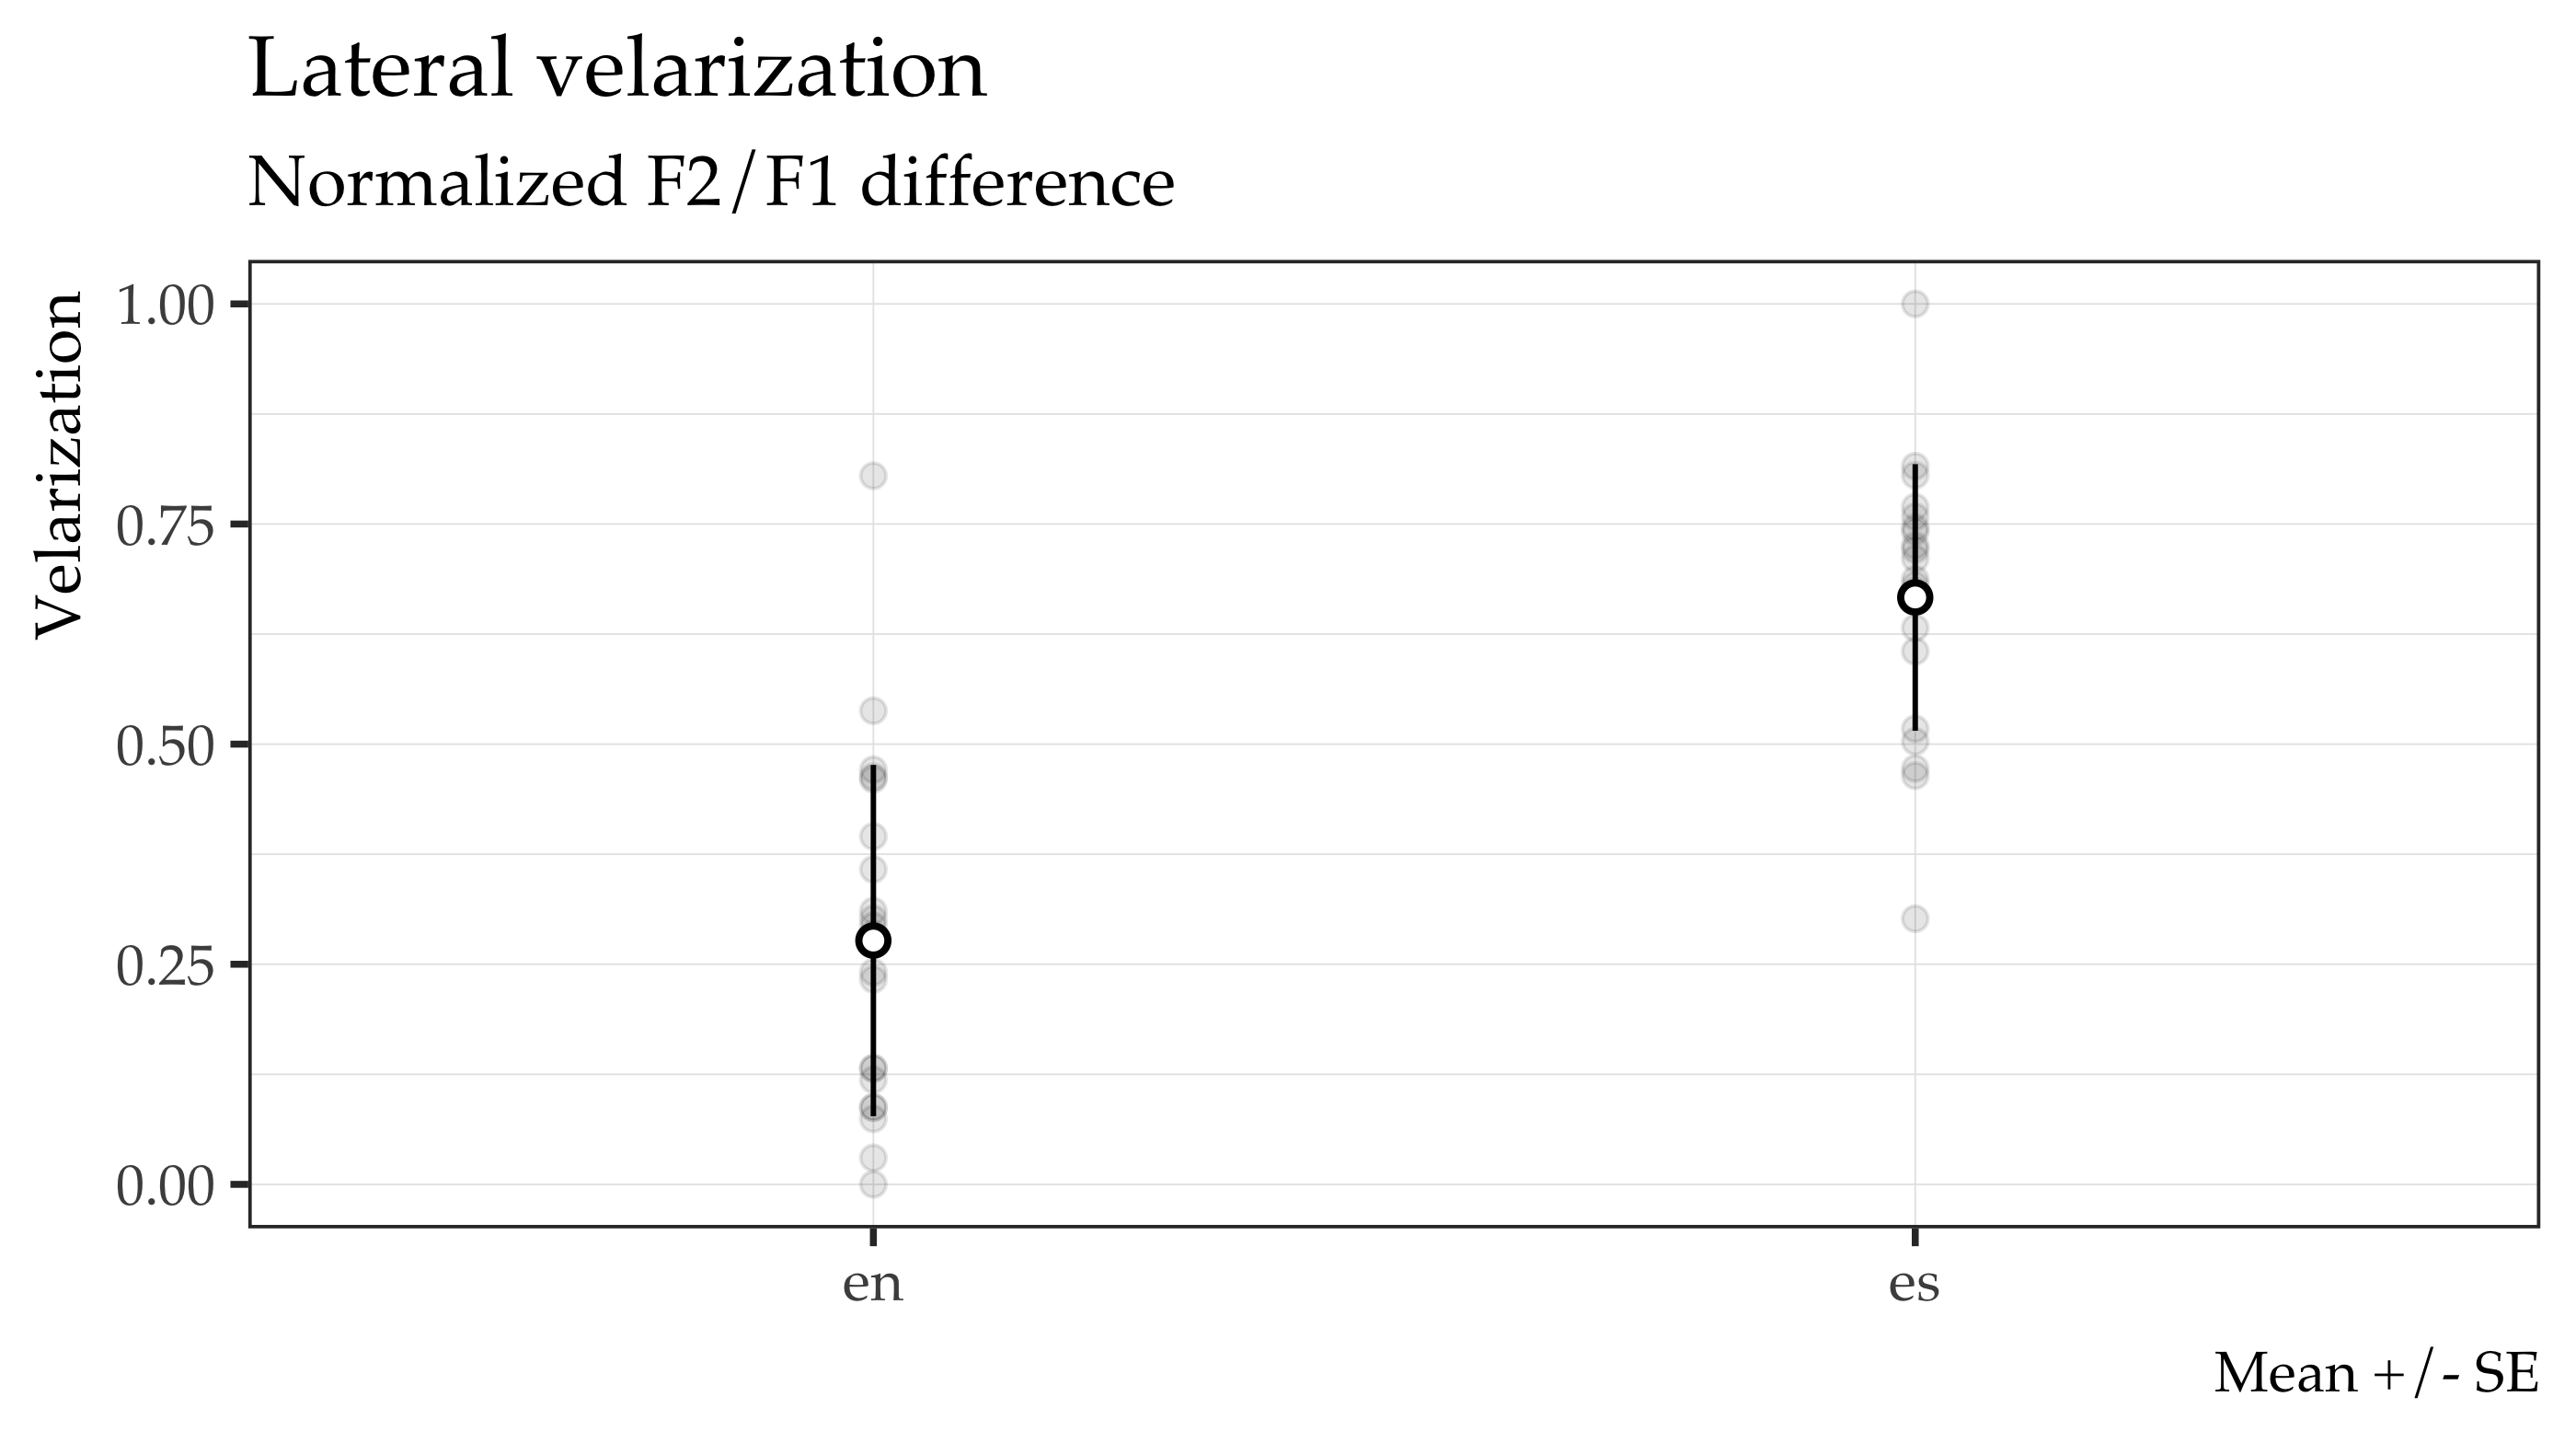 Lateral velarization
Normalized F2/F1 difference
Velarization
1.00
0.75
0.50
0.25
0.00
en
es
Mean +/- SE